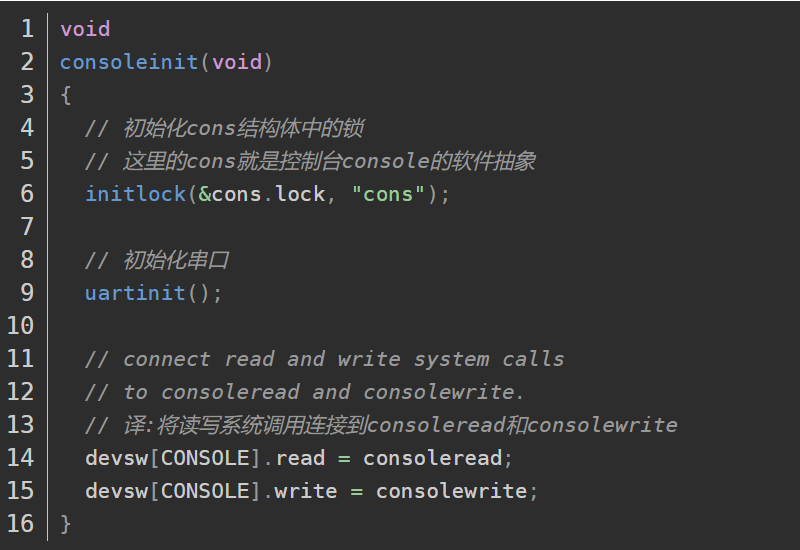 1 void
2 consoleinit(void)
3 {
4   // 初始化cons结构体中的锁
5   // 这里的cons就是控制台console的软件抽象
6   initlock(&cons.lock, "cons");
7
8   // 初始化串口
9   uartinit();
10
11   // connect read and write system calls
12   // to consoleread and consolewrite.
13   // 译:将读写系统调用连接到consoleread和consolewrite
14   devsw[CONSOLE].read = consoleread;
15   devsw[CONSOLE].write = consolewrite;
16 }